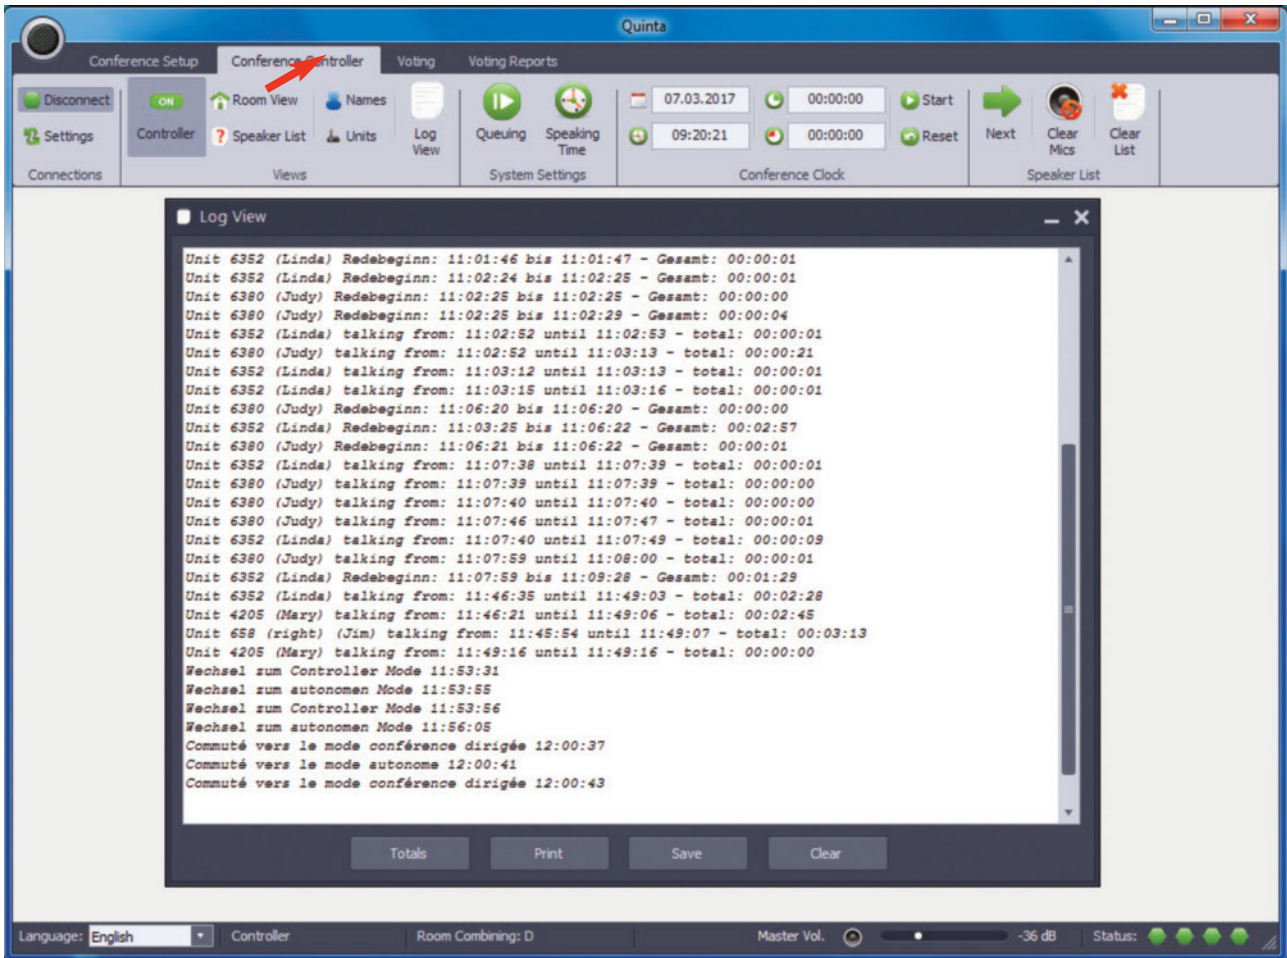 Quinta
Conference Setup Conference Controller Voting Voting Reports
Disconnect ON Room View Names 07.03.2017 00:00:00 Start
Settings Controller Speaker List Units Log View Queuing Speaking Time 09:20:21 00:00:00 Reset Next Clear Mics Clear List
Connections Views System Settings Conference Clock Speaker List
Log View
Unit 6352 (Linda) Redebeginn: 11:01:46 bis 11:01:47 - Gesamt: 00:00:01
Unit 6352 (Linda) Redebeginn: 11:02:24 bis 11:02:25 - Gesamt: 00:00:01
Unit 6380 (Judy) Redebeginn: 11:02:25 bis 11:02:25 - Gesamt: 00:00:00
Unit 6380 (Judy) Redebeginn: 11:02:25 bis 11:02:29 - Gesamt: 00:00:04
Unit 6352 (Linda) talking from: 11:02:52 until 11:02:53 - total: 00:00:01
Unit 6380 (Judy) talking from: 11:02:52 until 11:03:13 - total: 00:00:21
Unit 6352 (Linda) talking from: 11:03:12 until 11:03:13 - total: 00:00:01
Unit 6352 (Linda) talking from: 11:03:15 until 11:03:16 - total: 00:00:01
Unit 6380 (Judy) Redebeginn: 11:06:20 bis 11:06:20 - Gesamt: 00:00:00
Unit 6352 (Linda) Redebeginn: 11:03:25 bis 11:06:22 - Gesamt: 00:02:57
Unit 6380 (Judy) Redebeginn: 11:06:21 bis 11:06:22 - Gesamt: 00:00:01
Unit 6352 (Linda) talking from: 11:07:38 until 11:07:39 - total: 00:00:01
Unit 6380 (Judy) talking from: 11:07:39 until 11:07:39 - total: 00:00:00
Unit 6380 (Judy) talking from: 11:07:40 until 11:07:40 - total: 00:00:00
Unit 6380 (Judy) talking from: 11:07:46 until 11:07:47 - total: 00:00:01
Unit 6352 (Linda) talking from: 11:07:40 until 11:07:49 - total: 00:00:09
Unit 6380 (Judy) talking from: 11:07:59 until 11:08:00 - total: 00:00:01
Unit 6352 (Linda) Redebeginn: 11:07:59 bis 11:09:28 - Gesamt: 00:01:29
Unit 6352 (Linda) talking from: 11:46:35 until 11:49:03 - total: 00:02:28
Unit 4205 (Mary) talking from: 11:46:21 until 11:49:06 - total: 00:02:45
Unit 658 (right) (Jim) talking from: 11:45:54 until 11:49:07 - total: 00:03:13
Unit 4205 (Mary) talking from: 11:49:16 until 11:49:16 - total: 00:00:00
Wechsel zum Controller Mode 11:53:31
Wechsel zum autonomen Mode 11:53:55
Wechsel zum Controller Mode 11:53:56
Wechsel zum autonomen Mode 11:56:05
Commuté vers le mode conférence dirigée 12:00:37
Commuté vers le mode autonome 12:00:41
Commuté vers le mode conférence dirigée 12:00:43
Totals Print Save Clear
Language: English Controller Room Combining: D Master Vol. -36 dB Status: